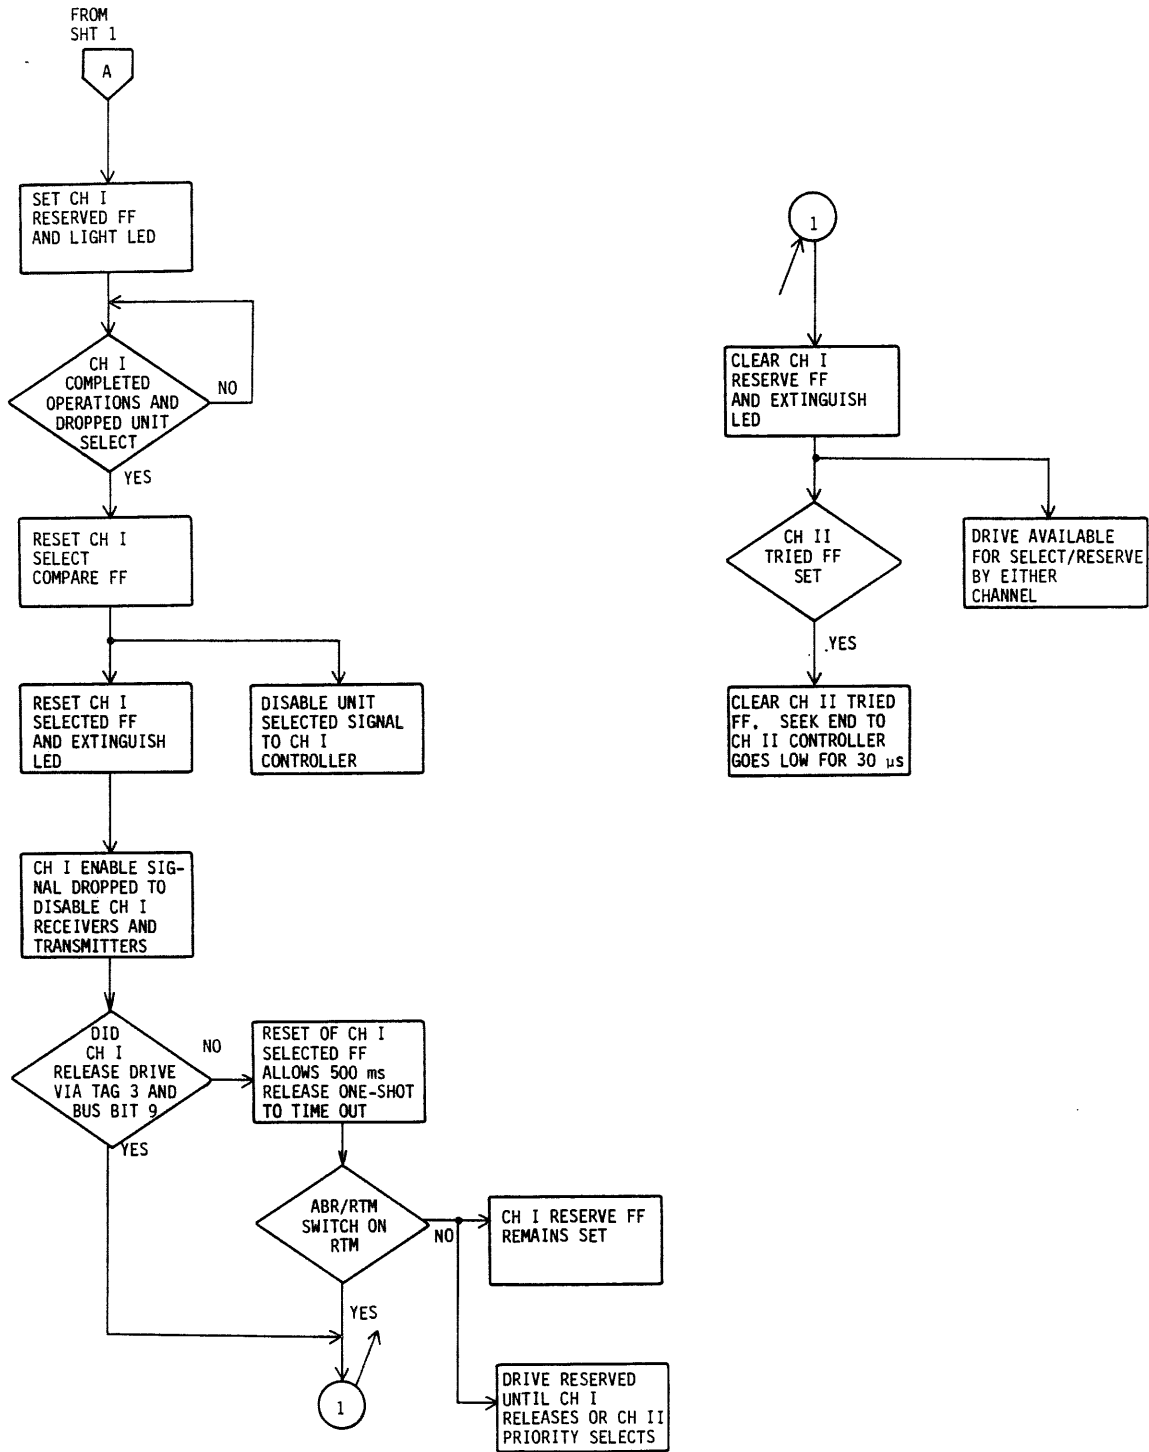 FROM
SHT 1
A
SET CH I
RESERVED FF
AND LIGHT LED
CH I
COMPLETED
OPERATIONS AND
DROPPED UNIT
SELECT
NO
YES
RESET CH I
SELECT
COMPARE FF
RESET CH I
SELECTED FF
AND EXTINGUISH
LED
DISABLE UNIT
SELECTED SIGNAL
TO CH I
CONTROLLER
CH I ENABLE SIG-
NAL DROPPED TO
DISABLE CH I
RECEIVERS AND
TRANSMITTERS
DID
CH I
RELEASE DRIVE
VIA TAG 3 AND
BUS BIT 9
NO
YES
RESET OF CH I
SELECTED FF
ALLOWS 500 ms
RELEASE ONE-SHOT
TO TIME OUT
ABR/RTM
SWITCH ON
RTM
NO
YES
CH I RESERVE FF
REMAINS SET
DRIVE RESERVED
UNTIL CH I
RELEASES OR CH II
PRIORITY SELECTS
1
1
CLEAR CH I
RESERVE FF
AND EXTINGUISH
LED
CH II
TRIED FF
SET
YES
DRIVE AVAILABLE
FOR SELECT/RESERVE
BY EITHER
CHANNEL
CLEAR CH II TRIED
FF. SEEK END TO
CH II CONTROLLER
GOES LOW FOR 30 µs